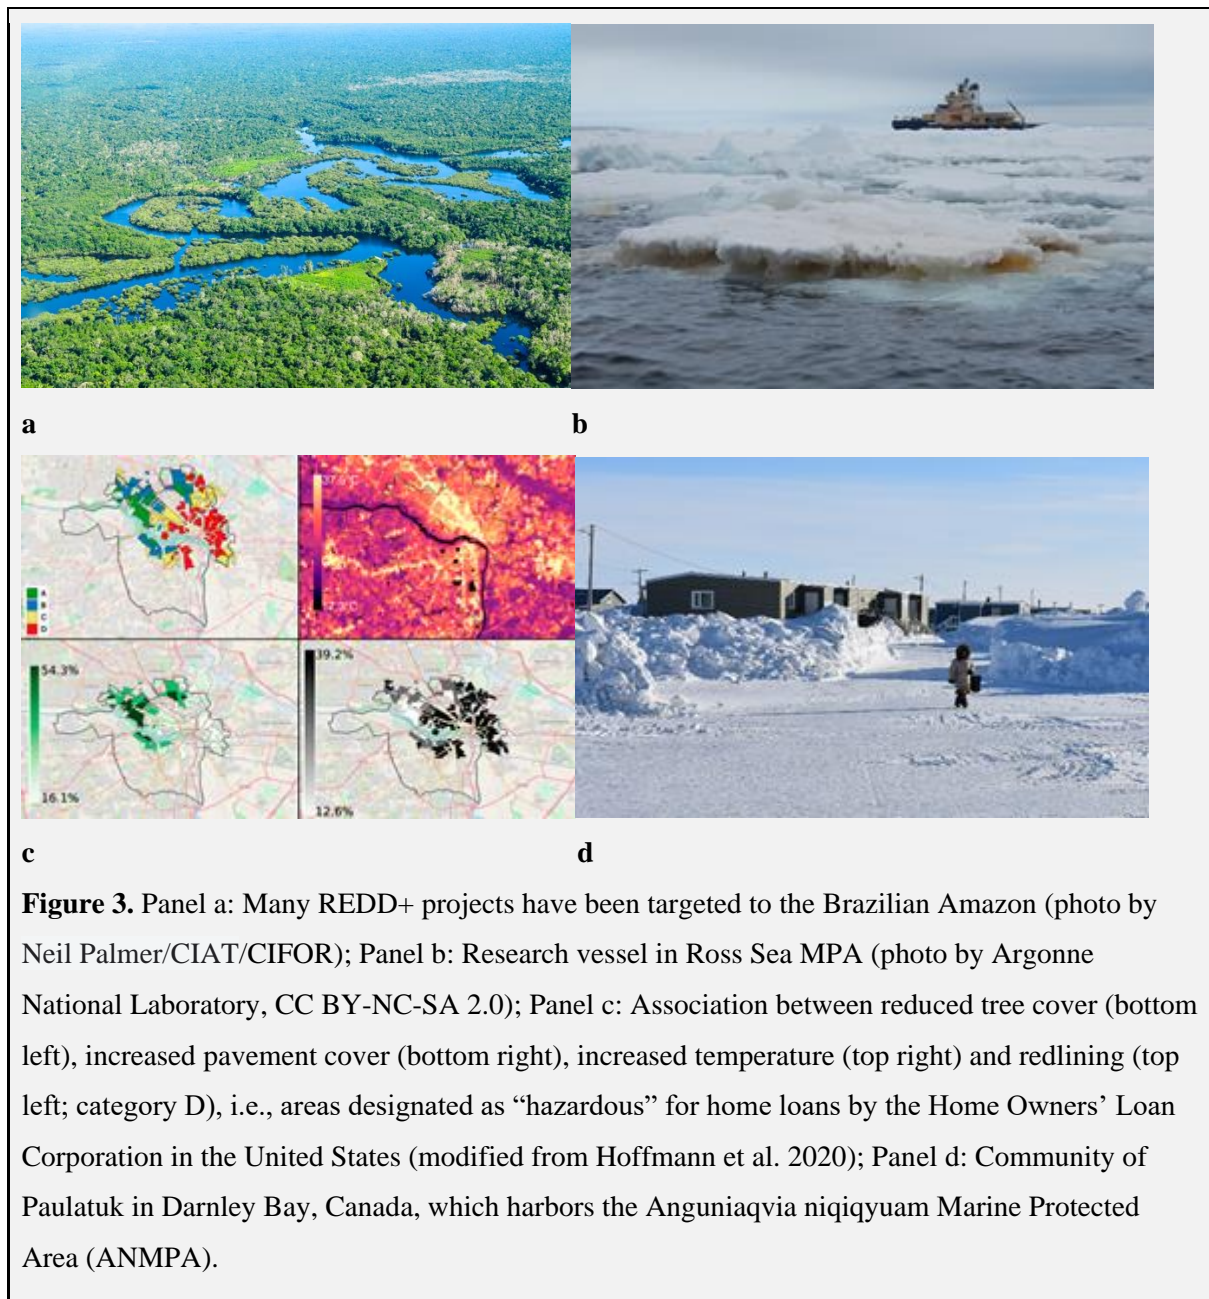 a
b
37.6°C
A
B
C
D
54.3%
16.1%
39.2%
12.6%
c
d
Figure 3. Panel a: Many REDD+ projects have been targeted to the Brazilian Amazon (photo by
Neil Palmer/CIAT/CIFOR); Panel b: Research vessel in Ross Sea MPA (photo by Argonne
National Laboratory, CC BY-NC-SA 2.0); Panel c: Association between reduced tree cover (bottom
left), increased pavement cover (bottom right), increased temperature (top right) and redlining (top
left; category D), i.e., areas designated as “hazardous” for home loans by the Home Owners’ Loan
Corporation in the United States (modified from Hoffmann et al. 2020); Panel d: Community of
Paulatuk in Darnley Bay, Canada, which harbors the Anguniaqvia niqiqyuam Marine Protected
Area (ANMPA).